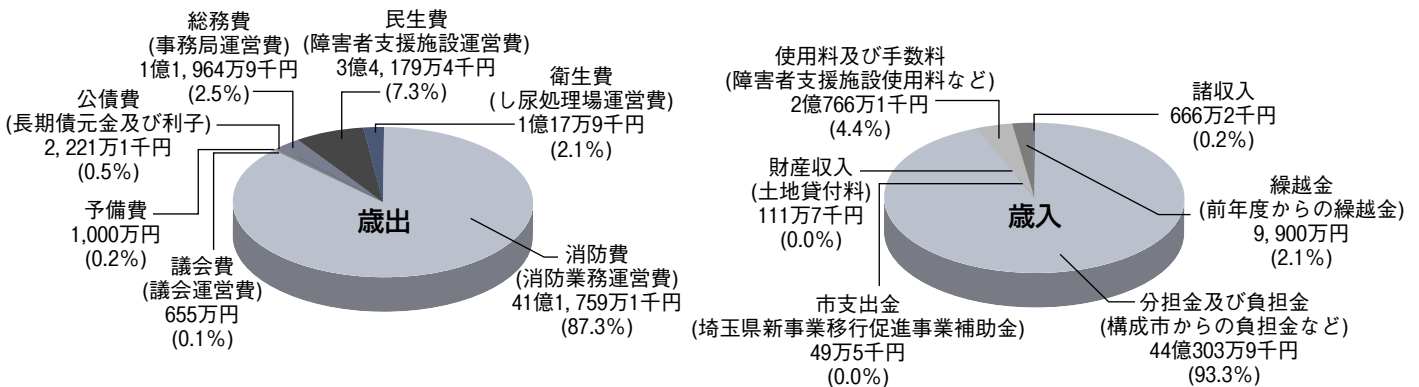 総務費
(事務局運営費)
1億1,964万9千円
(2.5%)
民生費
(障害者支援施設運営費)
3億4,179万4千円
(7.3%)
衛生費
(し尿処理場運営費)
1億17万9千円
(2.1%)
公債費
(長期債元金及び利子)
2,221万1千円
(0.5%)
予備費
1,000万円
(0.2%)
議会費
(議会運営費)
655万円
(0.1%)
歳出
消防費
(消防業務運営費)
41億1,759万1千円
(87.3%)
使用料及び手数料
(障害者支援施設使用料など)
2億766万1千円
(4.4%)
諸収入
666万2千円
(0.2%)
財産収入
(土地貸付料)
111万7千円
(0.0%)
歳入
繰越金
(前年度からの繰越金)
9,900万円
(2.1%)
市支出金
(埼玉県新事業移行促進事業補助金)
49万5千円
(0.0%)
分担金及び負担金
(構成市からの負担金など)
44億303万9千円
(93.3%)